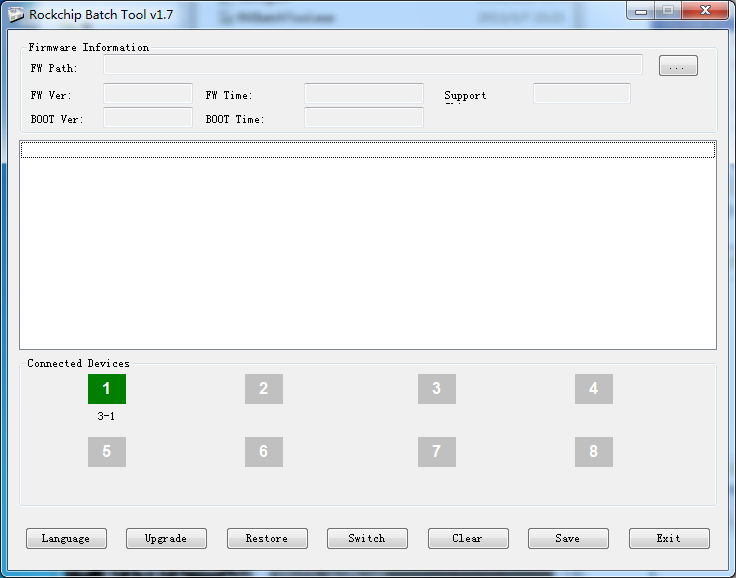 Rockchip Batch Tool v1.7
Firmware Information
FW Path:
...
FW Ver:
FW Time:
Support
BOOT Ver:
BOOT Time:
Connected Devices
1
2
3
4
3-1
5
6
7
8
Language
Upgrade
Restore
Switch
Clear
Save
Exit